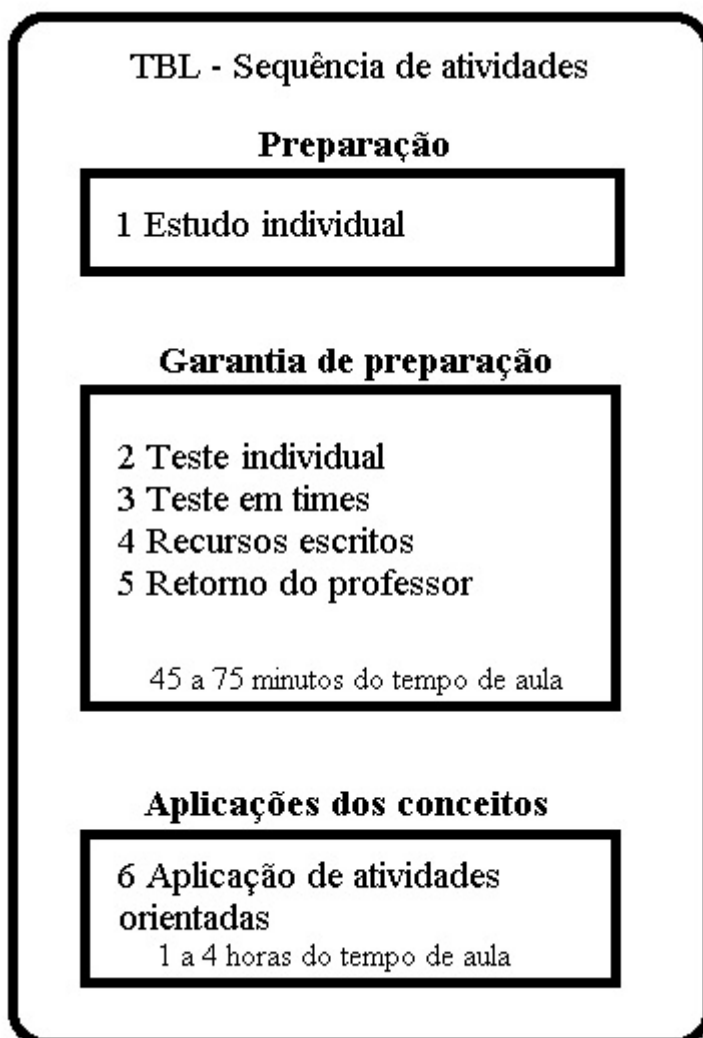 TBL - Sequência de atividades
Preparação
1 Estudo individual
Garantia de preparação
2 Teste individual
3 Teste em times
4 Recursos escritos
5 Retorno do professor
45 a 75 minutos do tempo de aula
Aplicações dos conceitos
6 Aplicação de atividades
orientadas
1 a 4 horas do tempo de aula